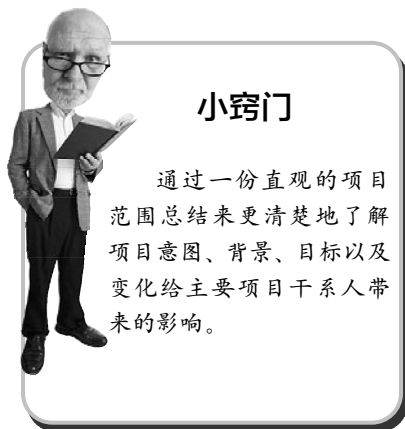 小窍门
通过一份直观的项目
范围总结来更清楚地了解
项目意图、背景、目标以及
变化给主要项目干系人带
来的影响。